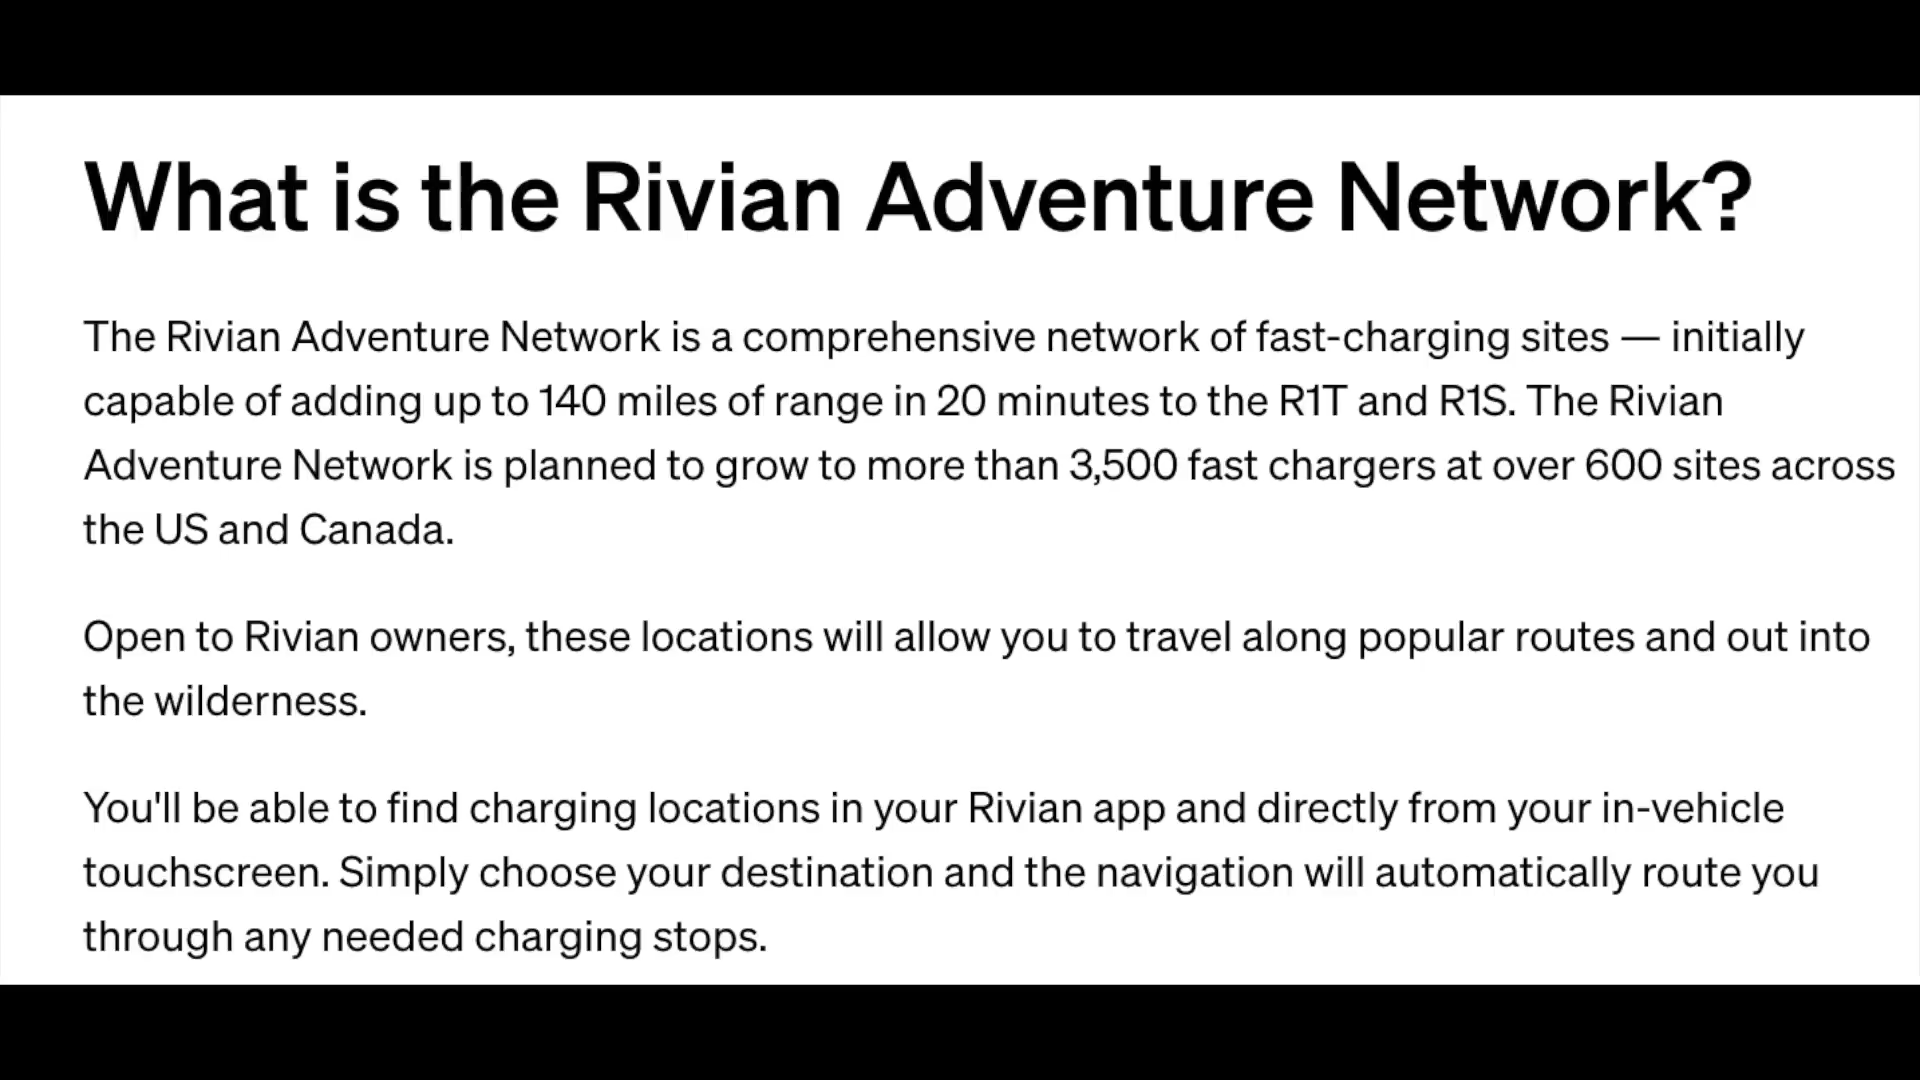 What is the Rivian Adventure Network?
The Rivian Adventure Network is a comprehensive network of fast-charging sites — initially
capable of adding up to 140 miles of range in 20 minutes to the R1T and R1S. The Rivian
Adventure Network is planned to grow to more than 3,500 fast chargers at over 600 sites across
the US and Canada.
Open to Rivian owners, these locations will allow you to travel along popular routes and out into
the wilderness.
You'll be able to find charging locations in your Rivian app and directly from your in-vehicle
touchscreen. Simply choose your destination and the navigation will automatically route you
through any needed charging stops.